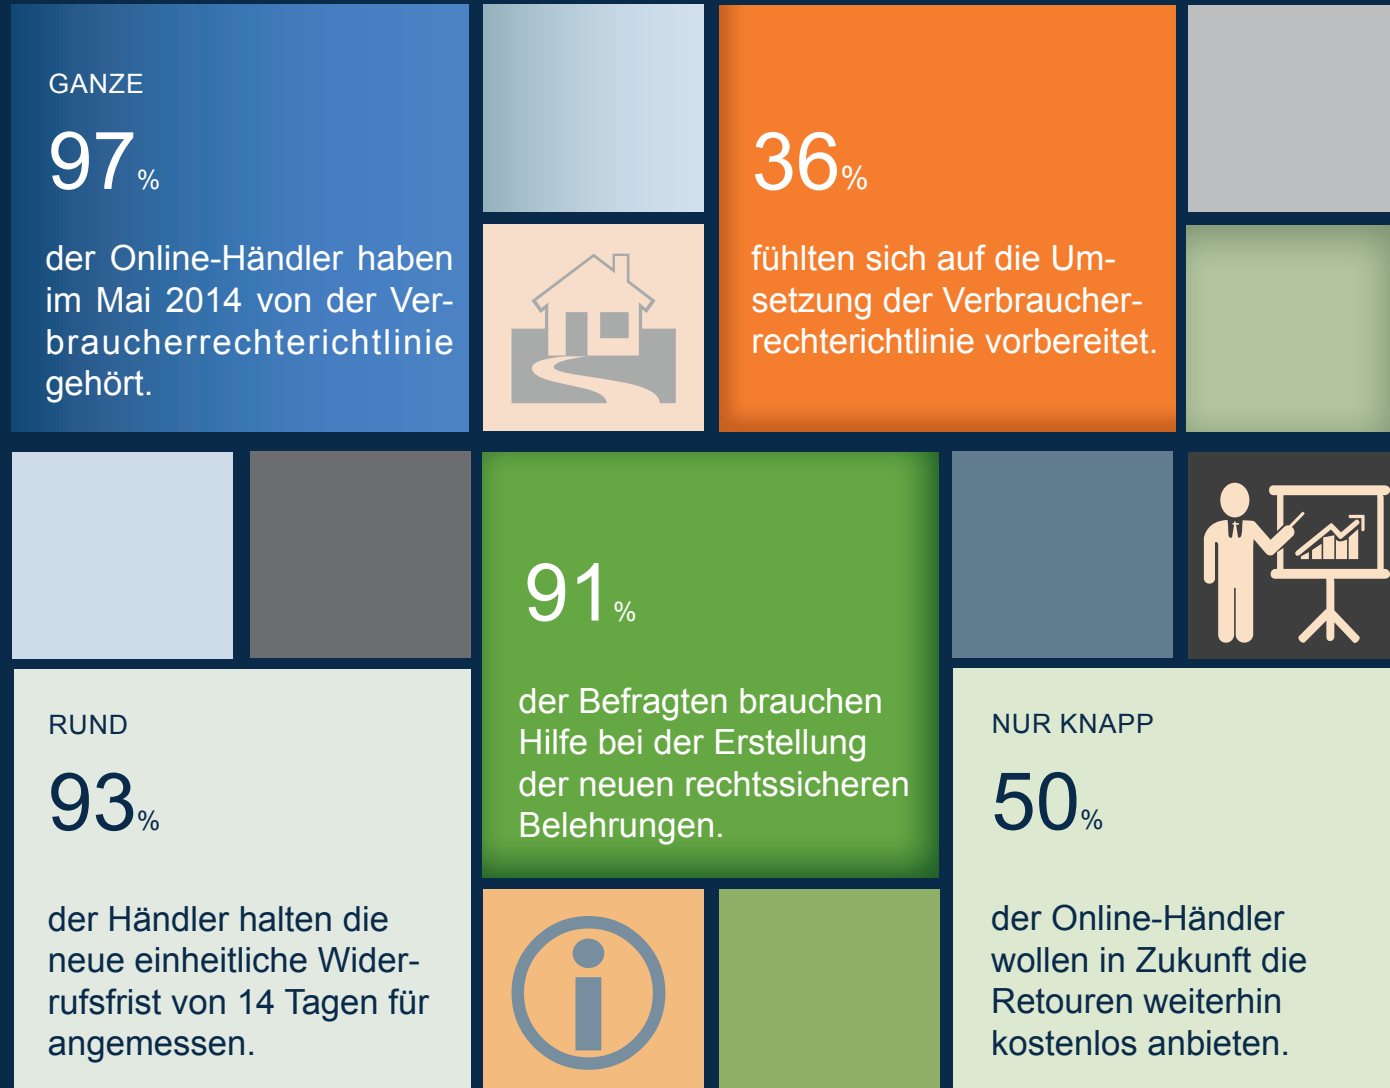 GANZE
97%
der Online-Händler haben
im Mai 2014 von der Ver-
braucherrechterichtlinie
gehört.
36%
fühlten sich auf die Um-
setzung der Verbraucher-
rechterichtlinie vorbereitet.
91%
der Befragten brauchen
Hilfe bei der Erstellung
der neuen rechtssicheren
Belehrungen.
RUND
93%
der Händler halten die
neue einheitliche Wider-
rufsfrist von 14 Tagen für
angemessen.
NUR KNAPP
50%
der Online-Händler
wollen in Zukunft die
Retouren weiterhin
kostenlos anbieten.